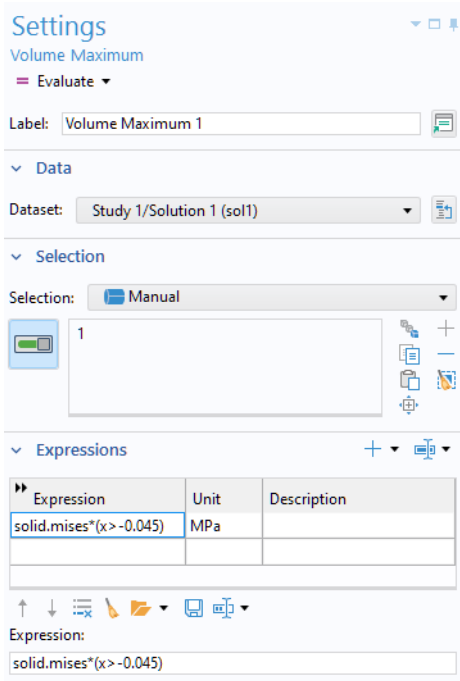 Settings
Volume Maximum
= Evaluate
Label: Volume Maximum 1
Data
Dataset: Study 1/Solution 1 (sol1)
Selection
Selection: Manual
1
Expressions
Expression Unit Description
solid.mises*(x>-0.045) MPa
Expression:
solid.mises*(x>-0.045)